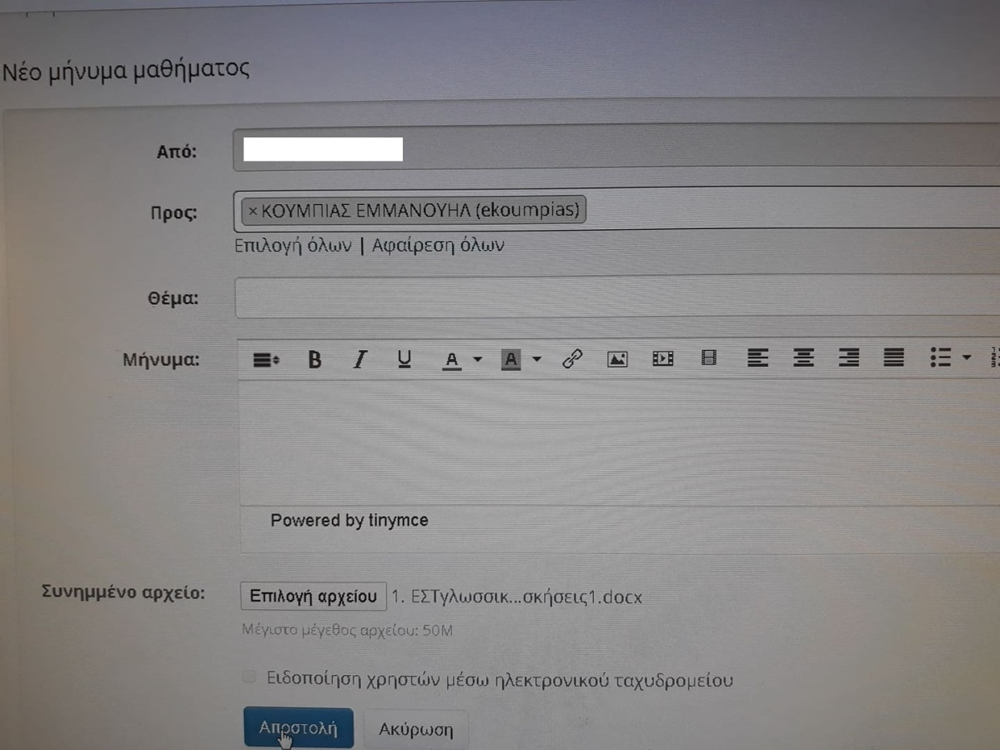 Νέο μήνυμα μαθήματος
Από:
Προς: × ΚΟΥΜΠΙΑΣ ΕΜΜΑΝΟΥΗΛ (ekoumpias)
Επιλογή όλων | Αφαίρεση όλων
Θέμα:
Μήνυμα: B I U A A
Powered by tinymce
Συνημμένο αρχείο: Επιλογή αρχείου 1. ΕΣΤγλωσσικ...σκήσεις1.docx
Μέγιστο μέγεθος αρχείου: 50M
Ειδοποίηση χρηστών μέσω ηλεκτρονικού ταχυδρομείου
Αποστολή Ακύρωση